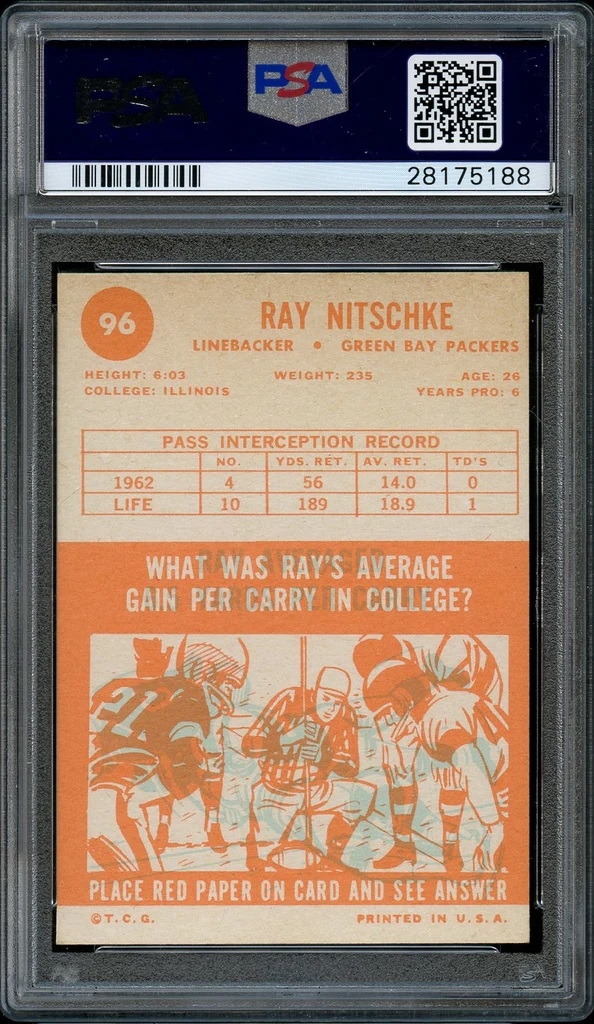 PSA
PSA
28175188
96
RAY NITSCHKE
LINEBACKER • GREEN BAY PACKERS
HEIGHT: 6:03 WEIGHT: 235 AGE: 26
COLLEGE: ILLINOIS YEARS PRO: 6
PASS INTERCEPTION RECORD
NO. YDS. RET. AV. RET. TD'S
1962 4 56 14.0 0
LIFE 10 189 18.9 1
WHAT WAS RAY'S AVERAGE
GAIN PER CARRY IN COLLEGE?
21
PLACE RED PAPER ON CARD AND SEE ANSWER
©T.C.G. PRINTED IN U.S.A.